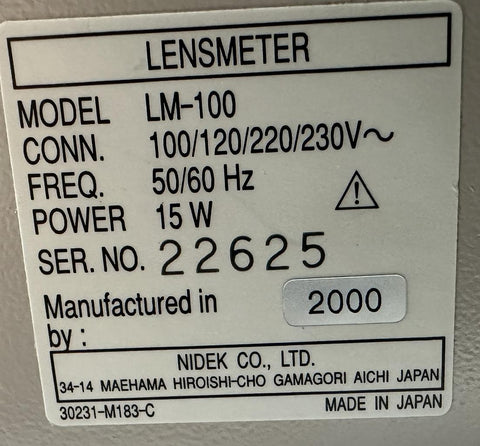 LENSMETER
MODEL LM-100
CONN. 100/120/220/230V~
FREQ. 50/60 Hz
POWER 15 W
SER. NO. 22625
Manufactured in 2000
by :
NIDEK CO., LTD.
34-14 MAEHAMA HIROISHI-CHO GAMAGORI AICHI JAPAN
30231-M183-C MADE IN JAPAN